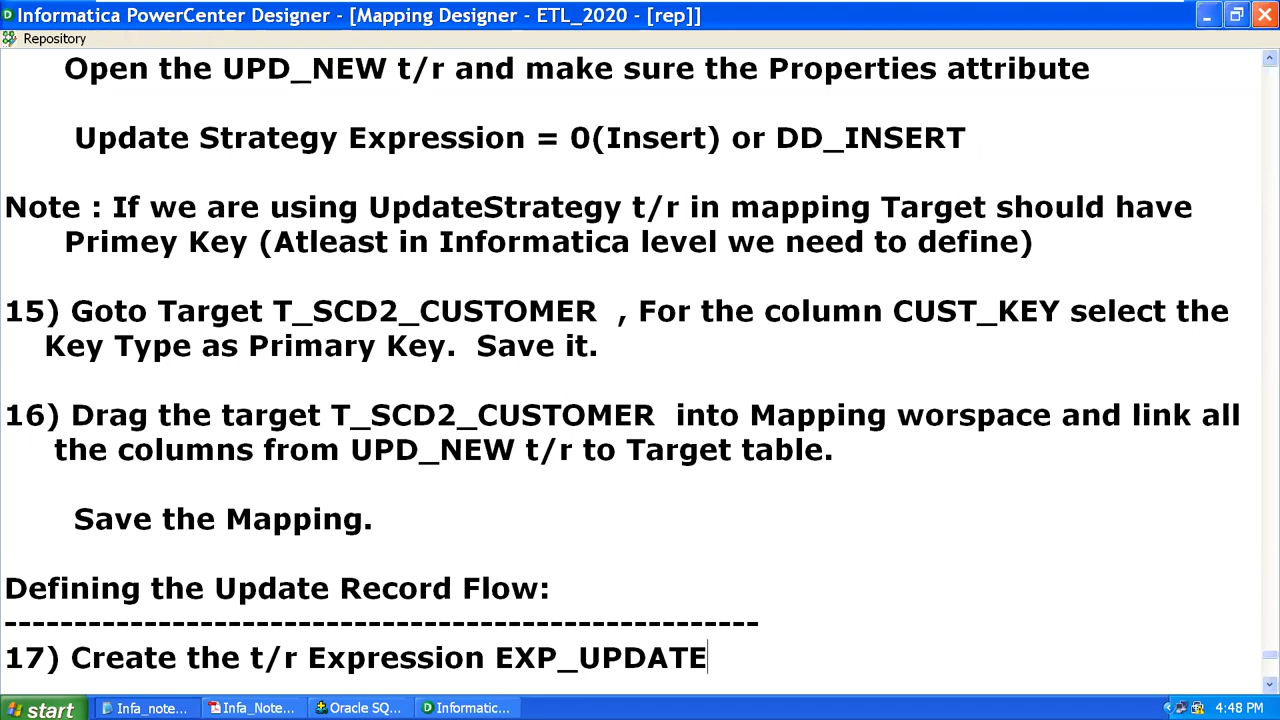 Informatica PowerCenter Designer - [Mapping Designer - ETL_2020 - [rep]]
Repository
Open the UPD_NEW t/r and make sure the Properties attribute
Update Strategy Expression = 0(Insert) or DD_INSERT
Note : If we are using UpdateStrategy t/r in mapping Target should have
Primey Key (Atleast in Informatica level we need to define)
15) Goto Target T_SCD2_CUSTOMER , For the column CUST_KEY select the
Key Type as Primary Key. Save it.
16) Drag the target T_SCD2_CUSTOMER into Mapping worspace and link all
the columns from UPD_NEW t/r to Target table.
Save the Mapping.
Defining the Update Record Flow:
------------------------------------------------------
17) Create the t/r Expression EXP_UPDATE
start Infa_note... Infa_Note... Oracle SQ... Informatic... 4:48 PM